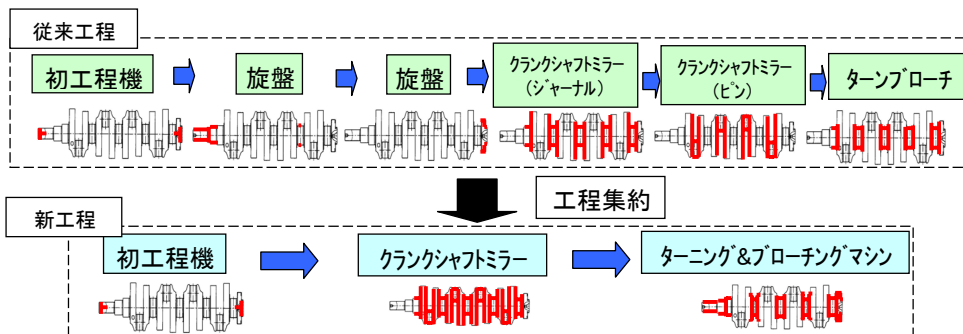 従来工程
初工程機
旋盤
旋盤
クランクシャフトミラー
(ジャーナル)
クランクシャフトミラー
(ピン)
ターンブローチ
工程集約
新工程
初工程機
クランクシャフトミラー
ターニング&ブローチングマシン